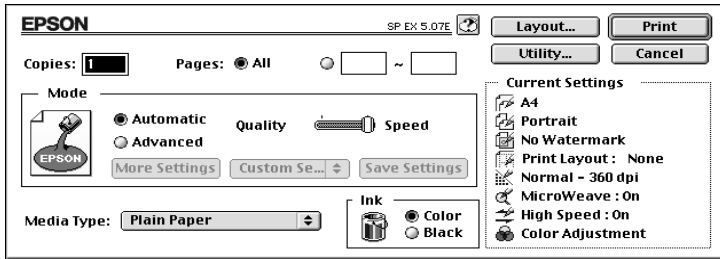 EPSON
SP EX 5.07E
?
Layout...
Print
Utility...
Cancel
Copies: 1
Pages: All
~
Mode
EPSON
Automatic
Advanced
Quality
Speed
More Settings
Custom Se...
Save Settings
Media Type: Plain Paper
Ink
Color
Black
Current Settings
A4
Portrait
No Watermark
Print Layout : None
Normal - 360 dpi
MicroWeave : On
High Speed : On
Color Adjustment